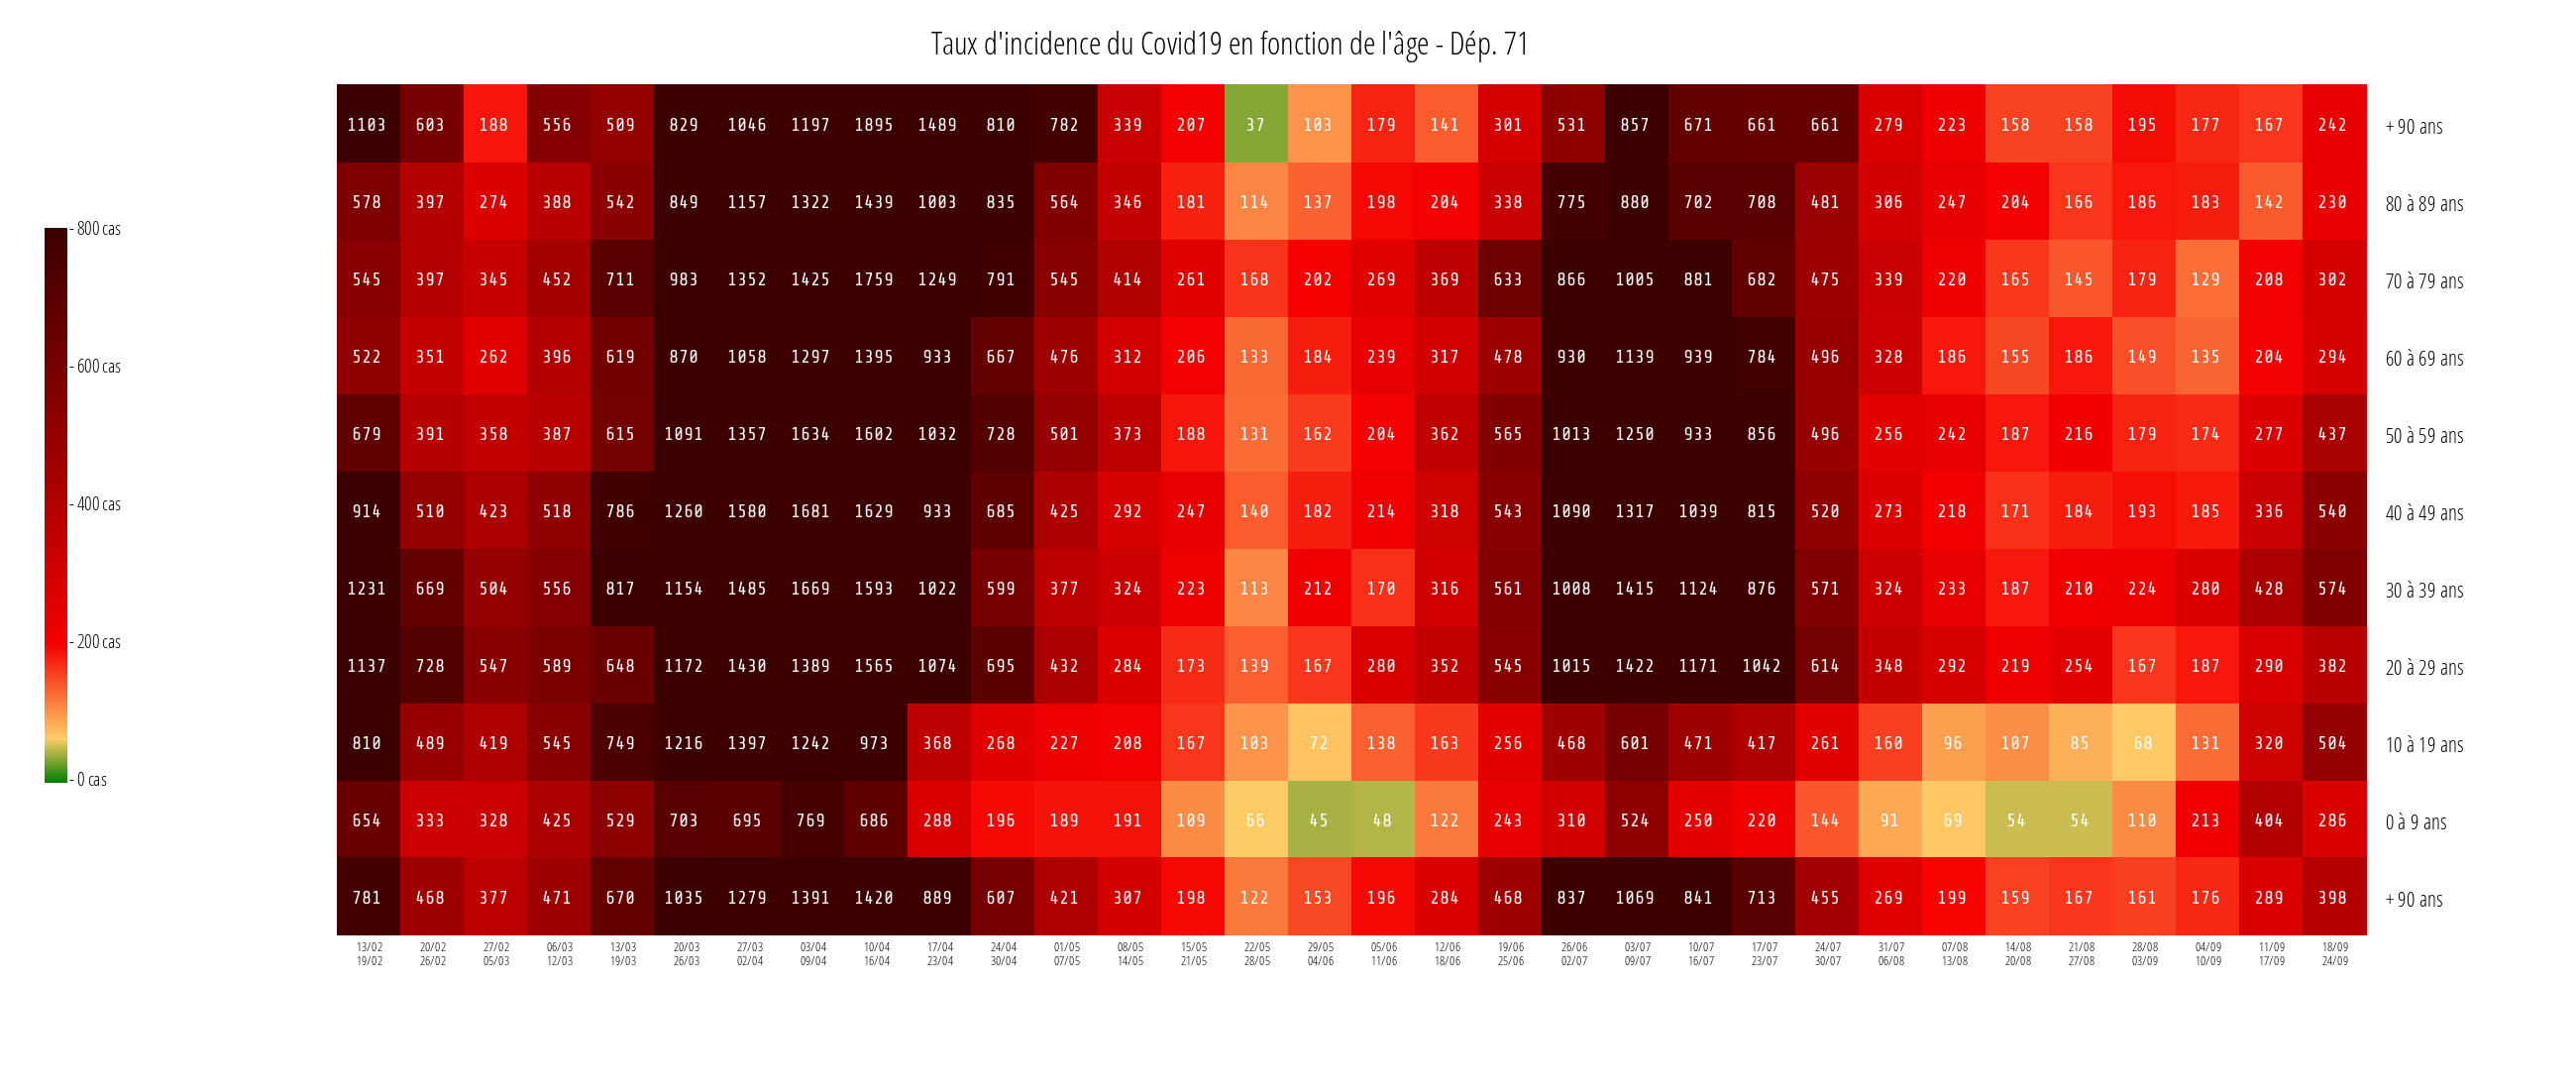 Taux d'incidence du Covid19 en fonction de l'âge - Dép. 71
1103 603 188 556 509 829 1046 1197 1895 1489 810 782 339 207 37 103 179 141 301 531 857 671 661 661 279 223 158 158 195 177 167 242 + 90 ans
578 397 274 388 542 849 1157 1322 1439 1003 835 564 346 181 114 137 198 204 338 775 880 702 708 481 306 247 204 166 186 183 142 230 80 à 89 ans
- 800 cas
545 397 345 452 711 983 1352 1425 1759 1249 791 545 414 261 168 202 269 369 633 866 1005 881 682 475 339 220 165 145 179 129 208 302 70 à 79 ans
522 351 262 396 619 870 1058 1297 1395 933 667 476 312 206 133 184 239 317 478 930 1139 939 784 496 328 186 155 186 149 135 204 294 60 à 69 ans
- 600 cas
679 391 358 387 615 1091 1357 1634 1602 1032 728 501 373 188 131 162 204 362 565 1013 1250 933 856 496 256 242 187 216 179 174 277 437 50 à 59 ans
- 400 cas
914 510 423 518 786 1260 1580 1681 1629 933 685 425 292 247 140 182 214 318 543 1090 1317 1039 815 520 273 218 171 184 193 185 336 540 40 à 49 ans
1231 669 504 556 817 1154 1485 1669 1593 1022 599 377 324 223 113 212 170 316 561 1008 1415 1124 876 571 324 233 187 210 224 280 428 574 30 à 39 ans
- 200 cas
1137 728 547 589 648 1172 1430 1389 1565 1074 695 432 284 173 139 167 280 352 545 1015 1422 1171 1042 614 348 292 219 254 167 187 290 382 20 à 29 ans
810 489 419 545 749 1216 1397 1242 973 368 268 227 208 167 103 72 138 163 256 468 601 471 417 261 160 96 107 85 68 131 320 504 10 à 19 ans
- 0 cas
654 333 328 425 529 703 695 769 686 288 196 189 191 109 66 45 48 122 243 310 524 250 220 144 91 69 54 54 110 213 404 286 0 à 9 ans
781 468 377 471 670 1035 1279 1391 1420 889 607 421 307 198 122 153 196 284 468 837 1069 841 713 455 269 199 159 167 161 176 289 398 + 90 ans
13/02 20/02 27/02 06/03 13/03 20/03 27/03 03/04 10/04 17/04 24/04 01/05 08/05 15/05 22/05 29/05 05/06 12/06 19/06 26/06 03/07 10/07 17/07 24/07 31/07 07/08 14/08 21/08 28/08 04/09 11/09 18/09
19/02 26/02 05/03 12/03 19/03 26/03 02/04 09/04 16/04 23/04 30/04 07/05 14/05 21/05 28/05 04/06 11/06 18/06 25/06 02/07 09/07 16/07 23/07 30/07 06/08 13/08 20/08 27/08 03/09 10/09 17/09 24/09